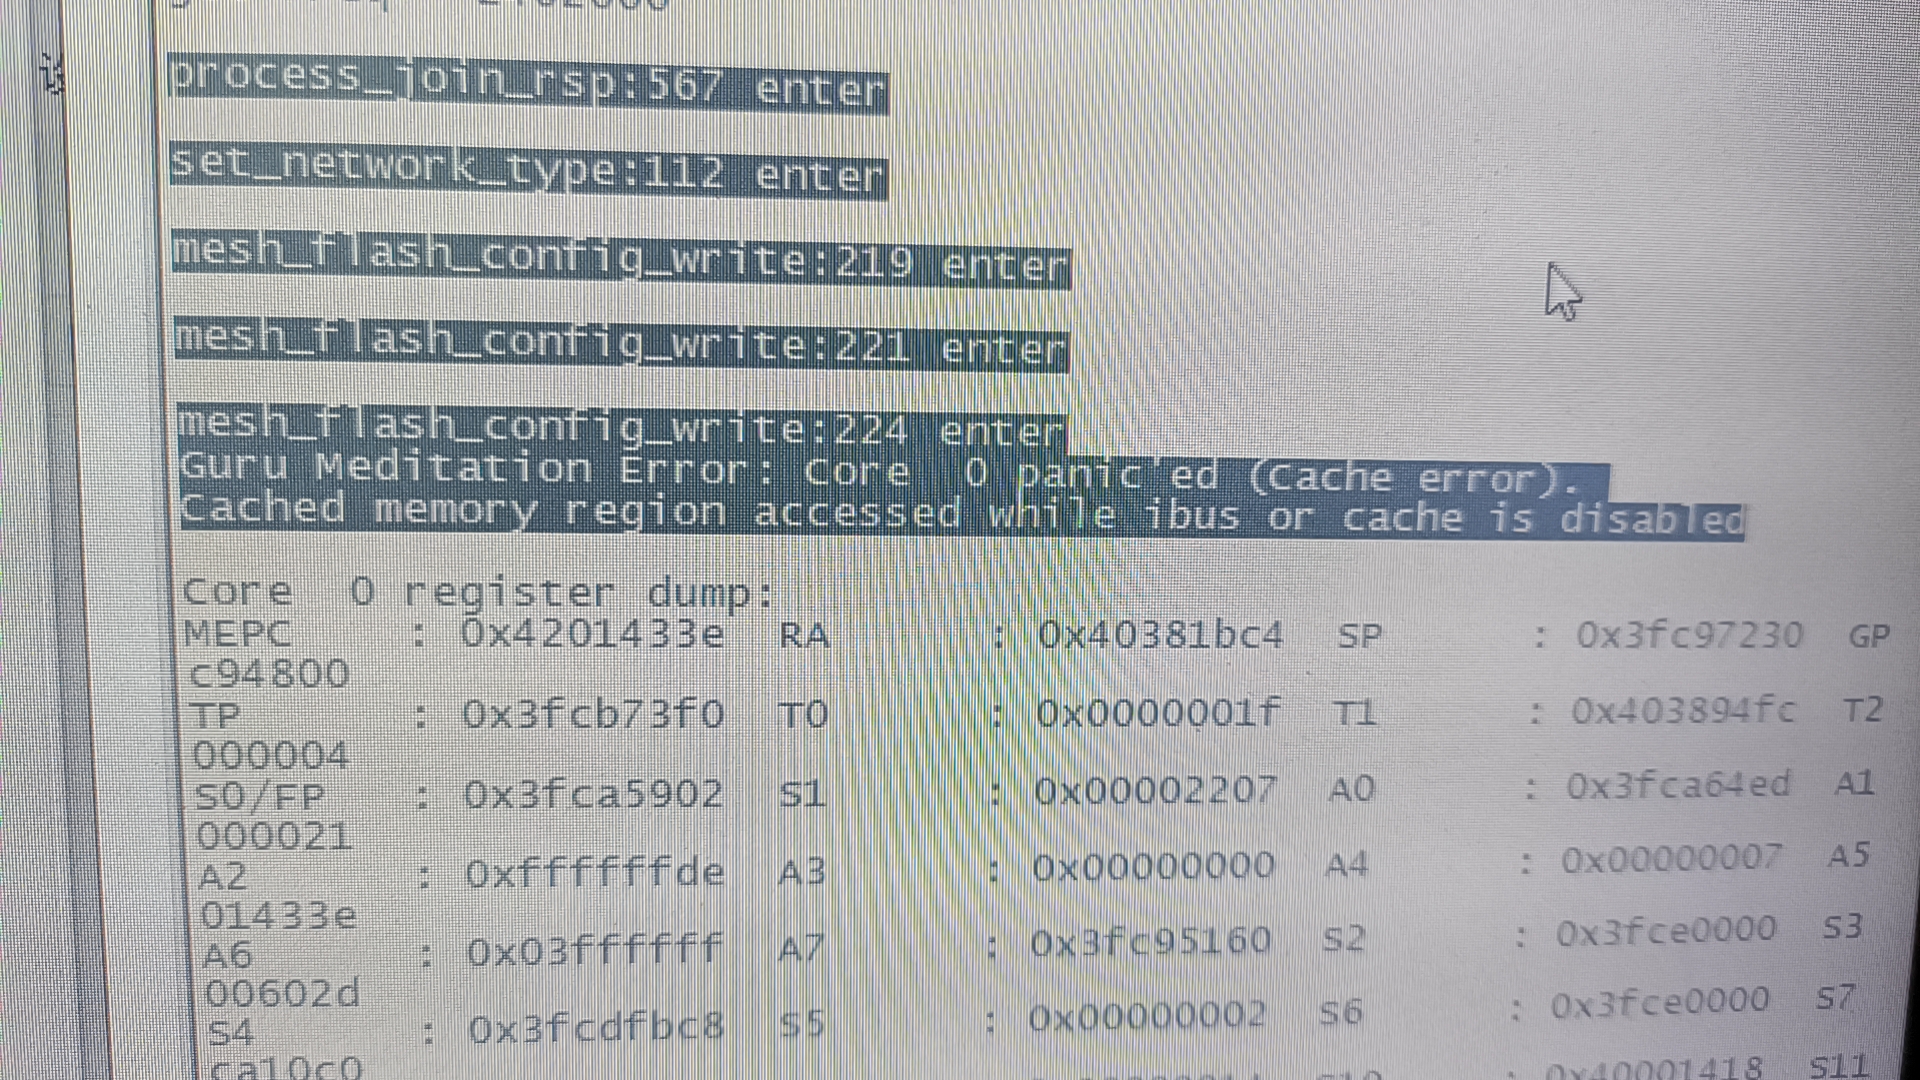 process_join_rsp:567 enter
set_network_type:112 enter
mesh_flash_config_write:219 enter
mesh_flash_config_write:221 enter
mesh_flash_config_write:224 enter
Guru Meditation Error: Core  0 panic'ed (Cache error).
Cached memory region accessed while ibus or cache is disabled
Core  0 register dump:
MEPC    : 0x4201433e  RA      : 0x40381bc4  SP      : 0x3fc97230  GP
c94800
TP      : 0x3fcb73f0  T0      : 0x0000001f  T1      : 0x403894fc  T2
000004
S0/FP   : 0x3fca5902  S1      : 0x00002207  A0      : 0x3fca64ed  A1
000021
A2      : 0xffffffde  A3      : 0x00000000  A4      : 0x00000007  A5
01433e
A6      : 0x03ffffff  A7      : 0x3fc95160  S2      : 0x3fce0000  S3
00602d
S4      : 0x3fcdfbc8  S5      : 0x00000002  S6      : 0x3fce0000  S7
ca10c0
: 0x40001418  S11